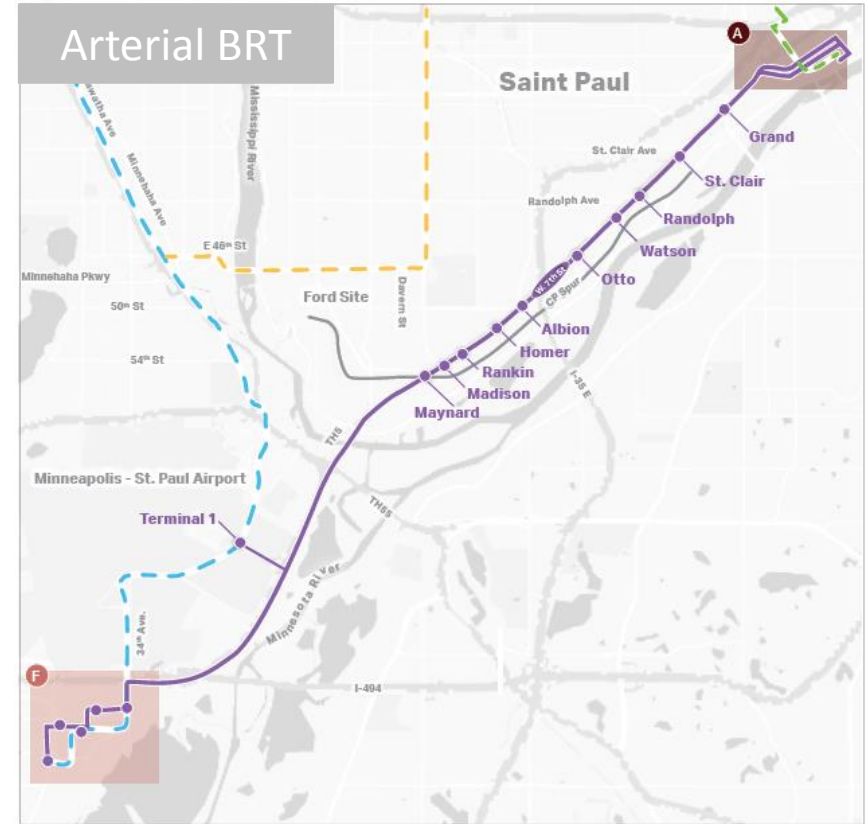 Arterial BRT
A
Saint Paul
Mississippi River
Minnehaha Ave
St. Clair Ave
Grand
St. Clair
Randolph Ave
Randolph
Watson
E 46th St
Otto
W. 7th St
CP Spur
Minnehaha Pkwy
Ford Site
Davern St
50th St
Albion
54th St
Homer
Rankin
Madison
Maynard
I-35 E
TH5
Minneapolis - St. Paul Airport
TH55
Terminal 1
Minnesota River
34th Ave.
F
I-494